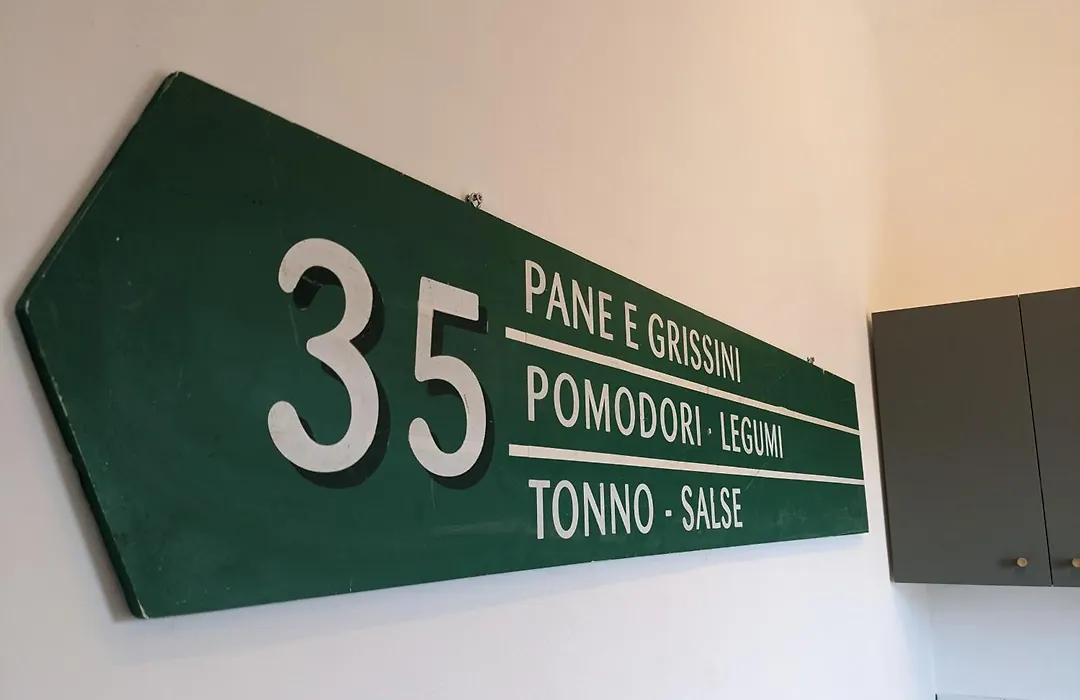 35
PANE E GRISSINI
POMODORI · LEGUMI
TONNO - SALSE